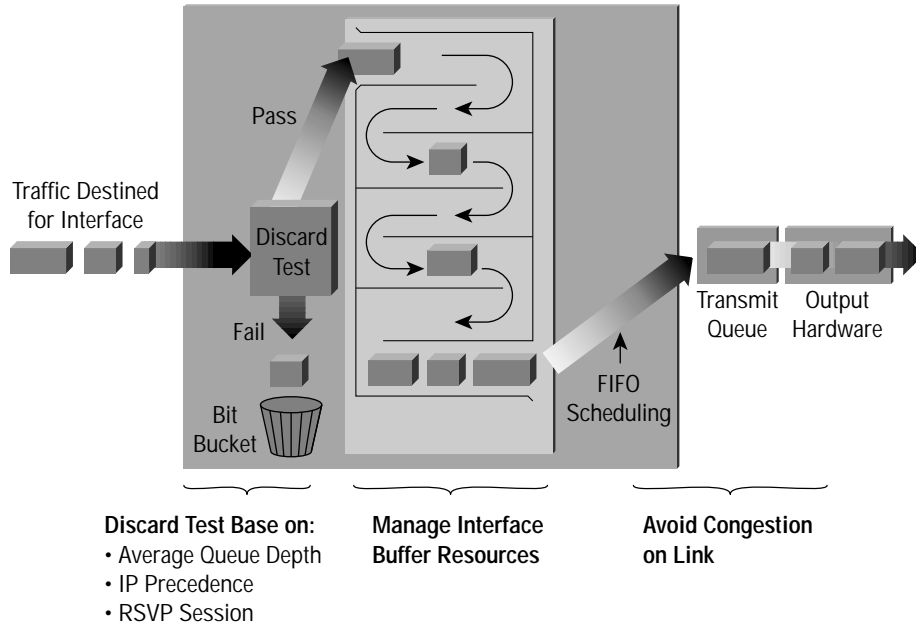 Pass
Traffic Destined
for Interface
Discard
Test
Fail
Bit
Bucket
Transmit
Queue
Output
Hardware
FIFO
Scheduling
Discard Test Base on:
• Average Queue Depth
• IP Precedence
• RSVP Session
Manage Interface
Buffer Resources
Avoid Congestion
on Link